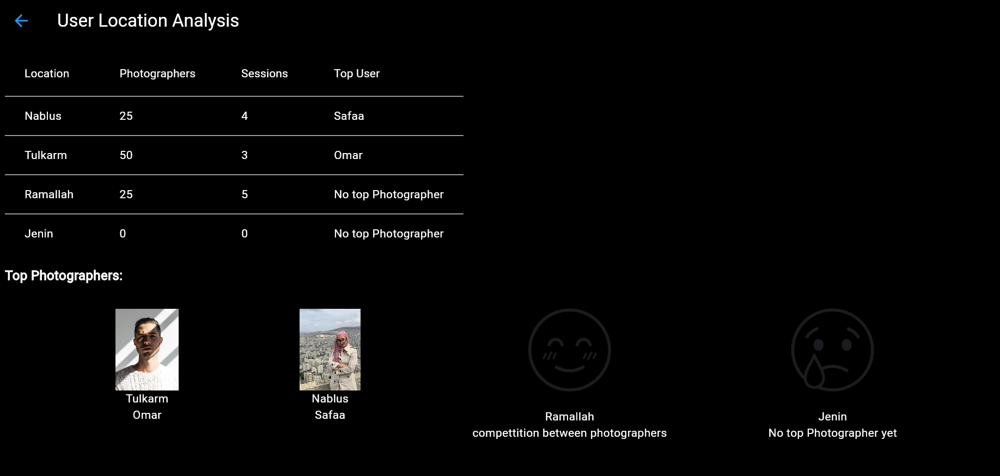 User Location Analysis
Location Photographers Sessions Top User
Nablus 25 4 Safaa
Tulkarm 50 3 Omar
Ramallah 25 5 No top Photographer
Jenin 0 0 No top Photographer
Top Photographers:
Tulkarm
Omar
Nablus
Safaa
Ramallah
compettition between photographers
Jenin
No top Photographer yet